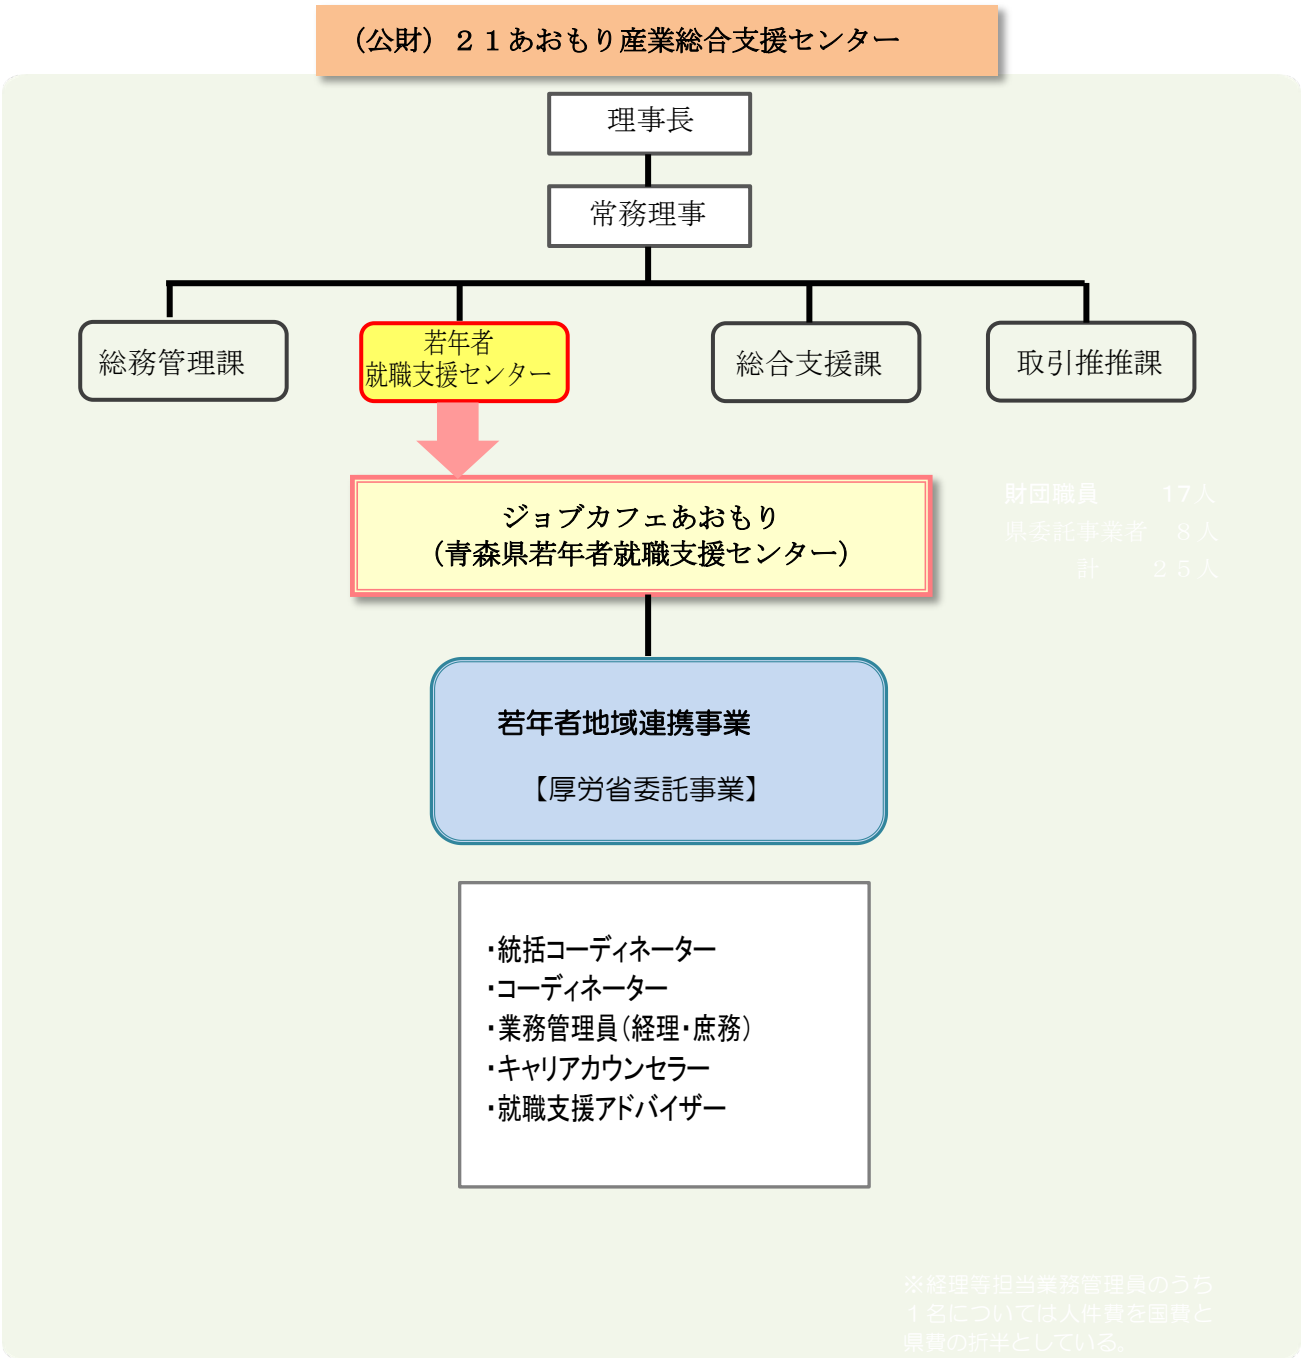 （公財）２１あおもり産業総合支援センター
理事長
常務理事
総務管理課
若年者
就職支援センター
総合支援課
取引推推課
ジョブカフェあおもり
（青森県若年者就職支援センター）
財団職員　　　17人
県委託事業者　８人
計　　２５人
若年者地域連携事業
【厚労省委託事業】
・統括コーディネーター
・コーディネーター
・業務管理員（経理・庶務）
・キャリアカウンセラー
・就職支援アドバイザー
※経理等担当業務管理員のうち
１名については人件費を国費と
県費の折半としている。